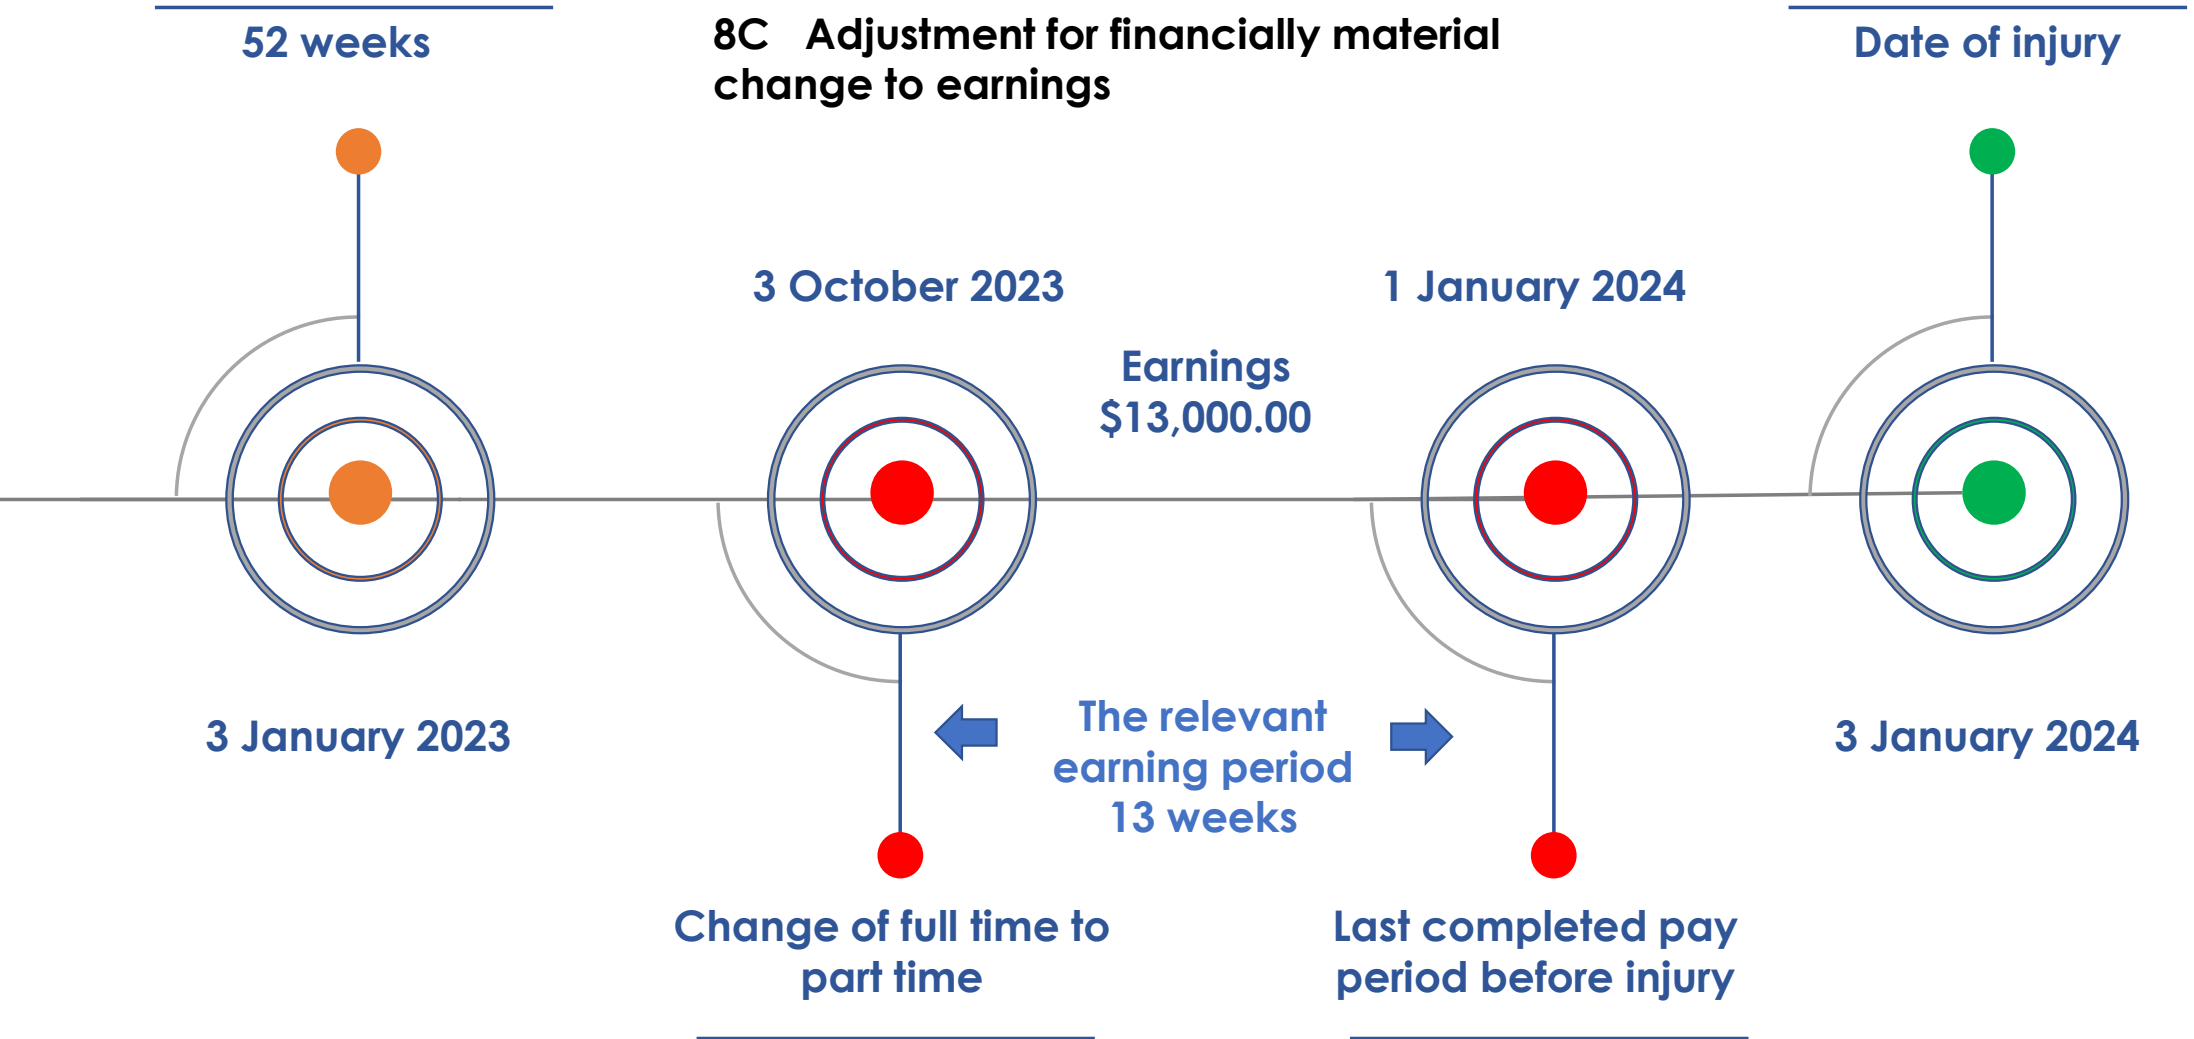 52 weeks
8C Adjustment for financially material
change to earnings
Date of injury
3 October 2023
1 January 2024
Earnings
$13,000.00
3 January 2023
The relevant
earning period
13 weeks
3 January 2024
Change of full time to
part time
Last completed pay
period before injury